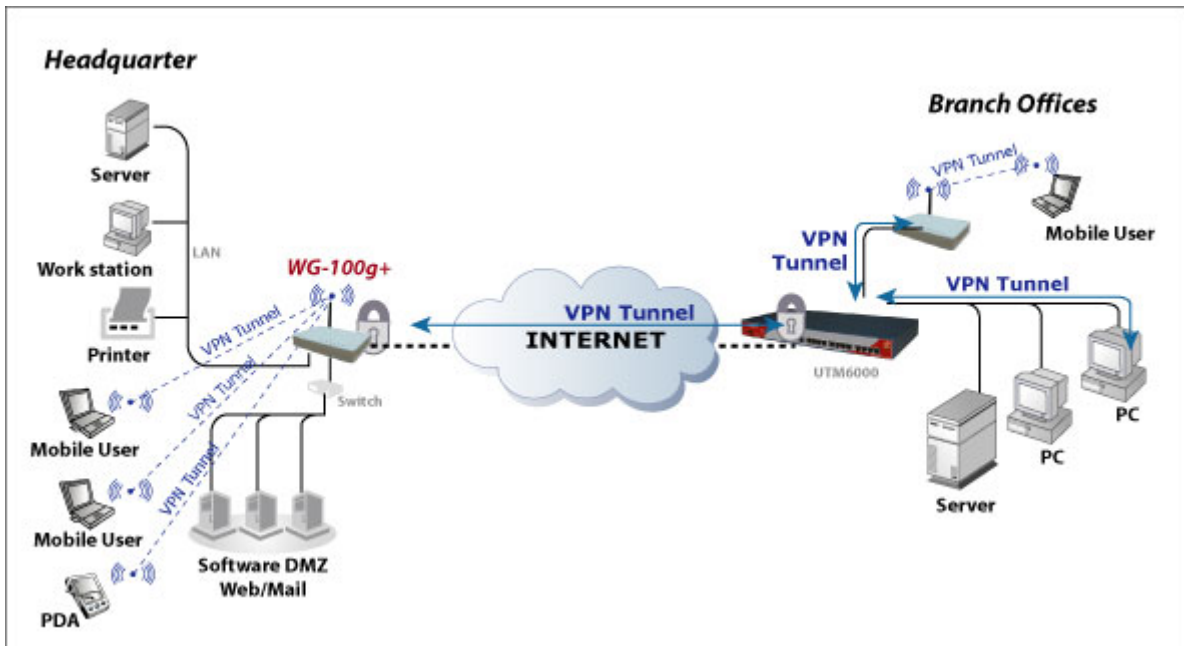 Headquarter
Server
Work station
LAN
Printer
WG-100g+
VPN Tunnel
VPN Tunnel
VPN Tunnel
Mobile User
Mobile User
PDA
Switch
Software DMZ
Web/Mail
VPN Tunnel
INTERNET
Branch Offices
VPN Tunnel
Mobile User
VPN
Tunnel
VPN Tunnel
UTM6000
Server
PC
PC